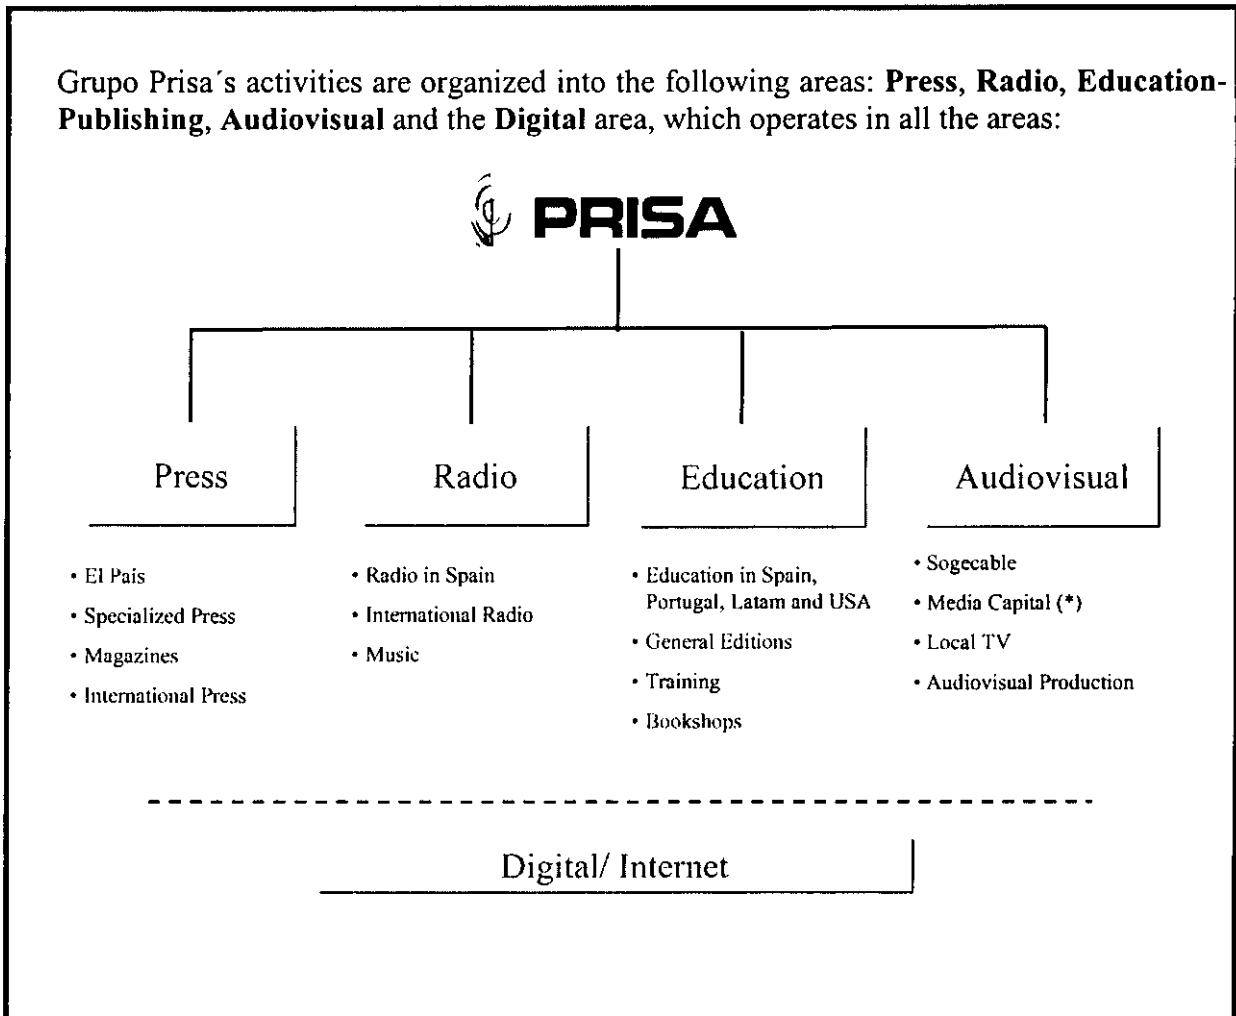 Grupo Prisa´s activities are organized into the following areas: Press, Radio, Education-
Publishing, Audiovisual and the Digital area, which operates in all the areas:
PRISA
Press
Radio
Education
Audiovisual
• El País
• Specialized Press
• Magazines
• International Press
• Radio in Spain
• International Radio
• Music
• Education in Spain,
Portugal, Latam and USA
• General Editions
• Training
• Bookshops
• Sogecable
• Media Capital (*)
• Local TV
• Audiovisual Production
Digital/ Internet